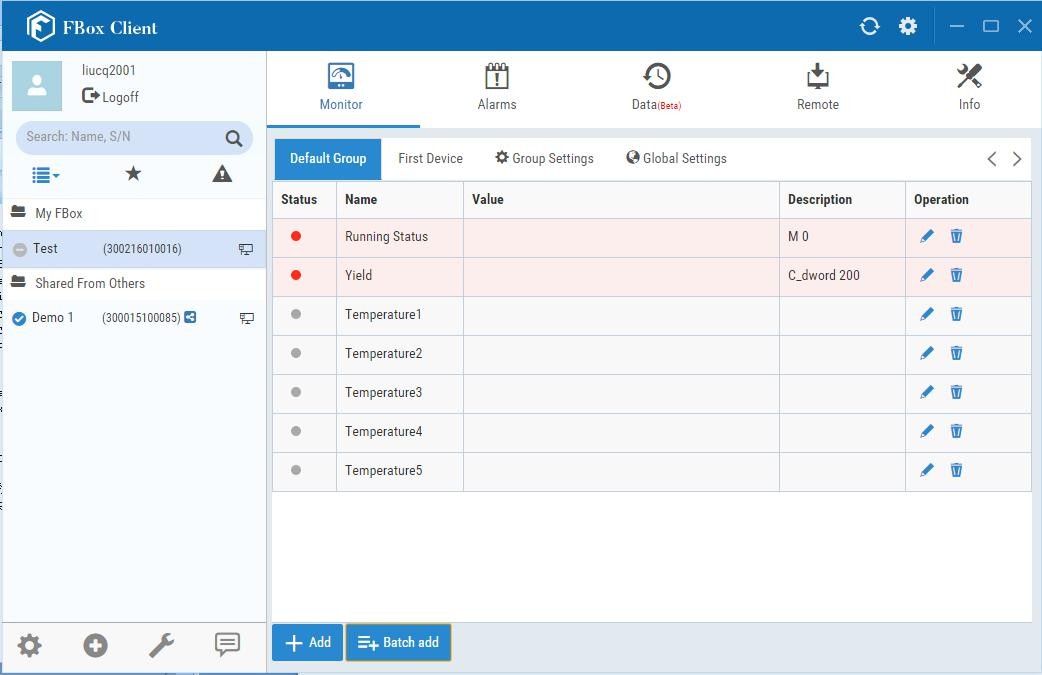 FBox Client
liucq2001
Logoff
Search: Name, S/N
My FBox
Test (300216010016)
Shared From Others
Demo 1 (300015100085)
Monitor Alarms Data(Beta) Remote Info
Default Group First Device Group Settings Global Settings
Status Name Value Description Operation
Running Status M 0
Yield C_dword 200
Temperature1
Temperature2
Temperature3
Temperature4
Temperature5
Add Batch add